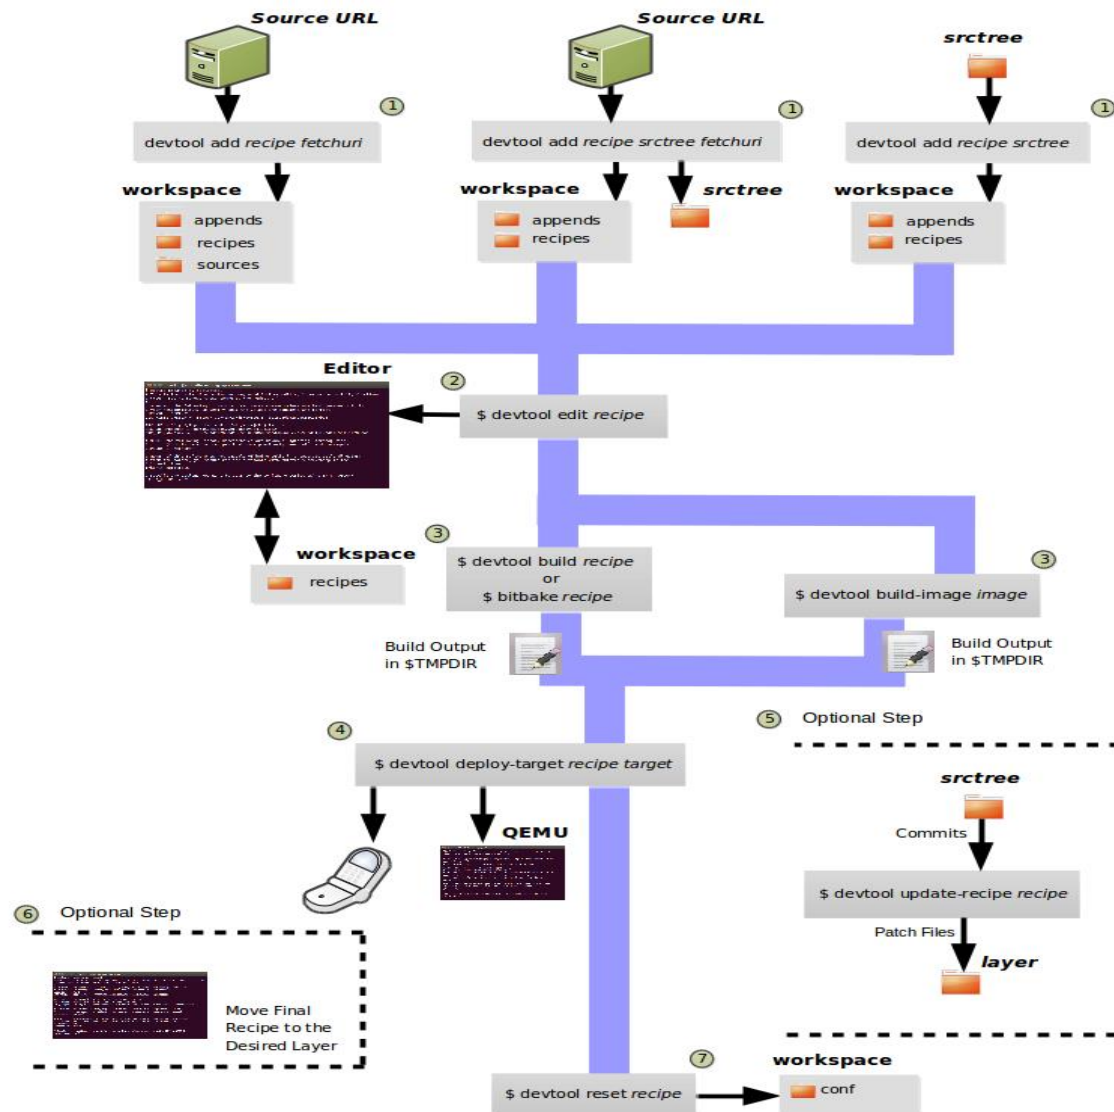 Source URL
Source URL
srctree
1
1
1
devtool add recipe fetchuri
devtool add recipe srctree fetchuri
devtool add recipe srctree
workspace
appends
recipes
sources
workspace
appends
recipes
srctree
workspace
appends
recipes
Editor
2
$ devtool edit recipe
workspace
recipes
3
$ devtool build recipe
or
$ bitbake recipe
3
$ devtool build-image image
Build Output
in $TMPDIR
Build Output
in $TMPDIR
4
$ devtool deploy-target recipe target
QEMU
5
Optional Step
srctree
Commits
$ devtool update-recipe recipe
Patch Files
layer
6
Optional Step
Move Final
Recipe to the
Desired Layer
7
$ devtool reset recipe
workspace
conf